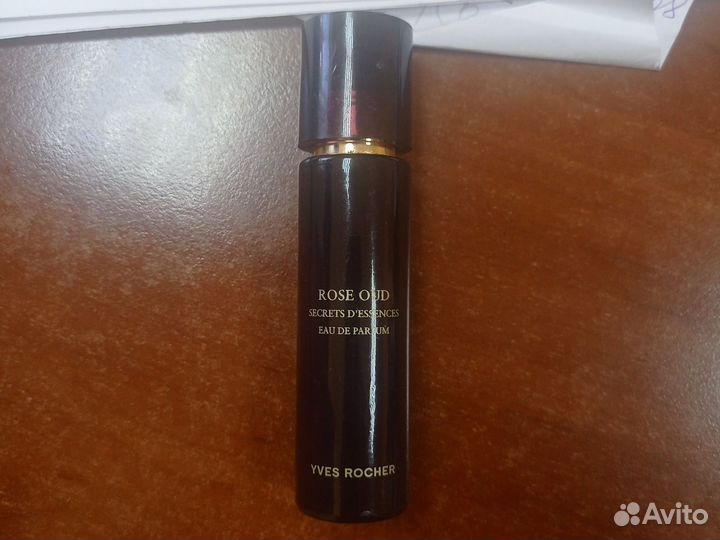 ROSE OUD
SECRETS D'ESSENCES
EAU DE PARFUM
YVES ROCHER
Avito